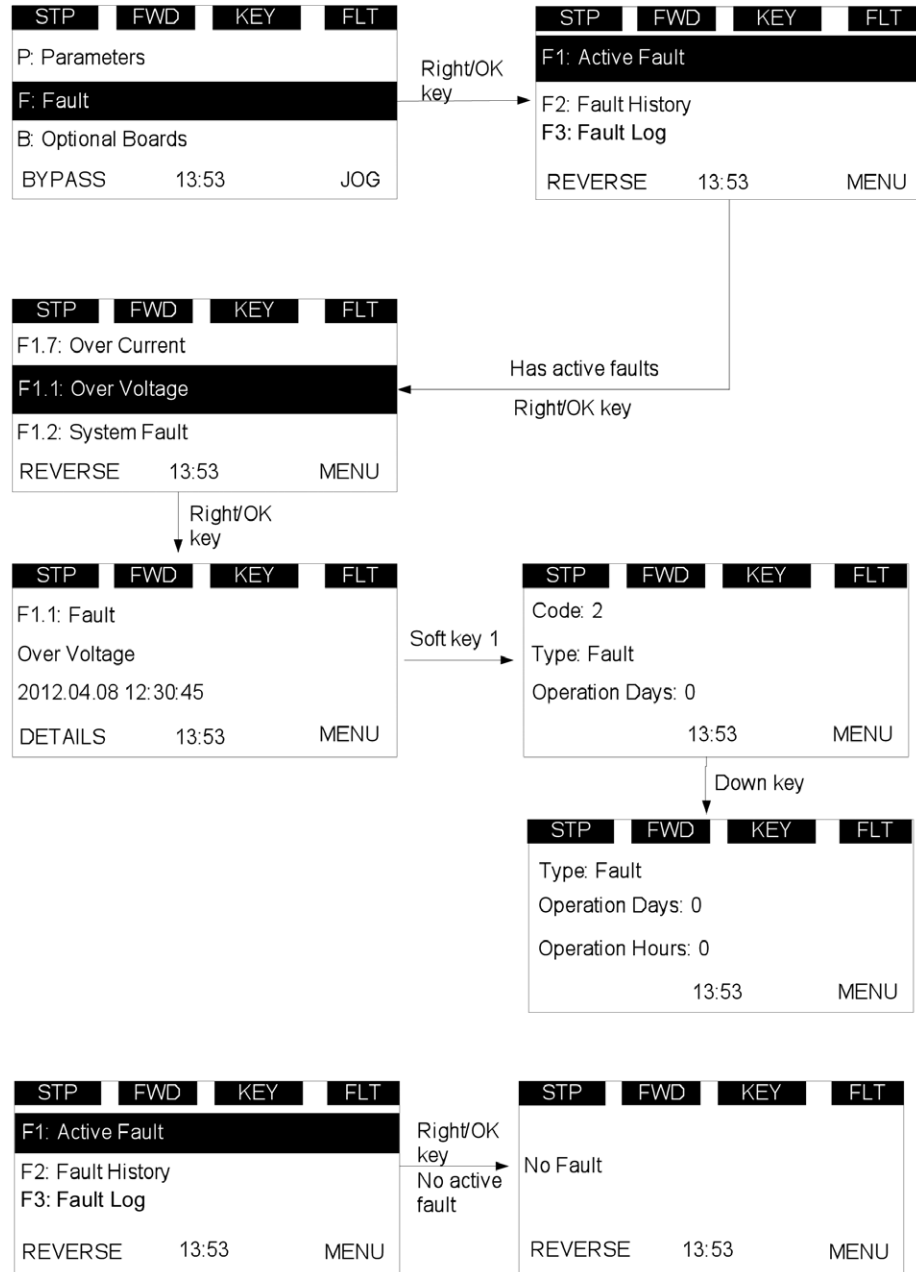 STP FWD KEY FLT
P: Parameters
F: Fault
B: Optional Boards
BYPASS 13:53 JOG
Right/OK
key
STP FWD KEY FLT
F1: Active Fault
F2: Fault History
F3: Fault Log
REVERSE 13:53 MENU
Has active faults
Right/OK key
STP FWD KEY FLT
F1.7: Over Current
F1.1: Over Voltage
F1.2: System Fault
REVERSE 13:53 MENU
Right/OK
key
STP FWD KEY FLT
F1.1: Fault
Over Voltage
2012.04.08 12:30:45
DETAILS 13:53 MENU
Soft key 1
STP FWD KEY FLT
Code: 2
Type: Fault
Operation Days: 0
13:53 MENU
Down key
STP FWD KEY FLT
Type: Fault
Operation Days: 0
Operation Hours: 0
13:53 MENU
STP FWD KEY FLT
F1: Active Fault
F2: Fault History
F3: Fault Log
REVERSE 13:53 MENU
Right/OK
key
No active
fault
STP FWD KEY FLT
No Fault
REVERSE 13:53 MENU